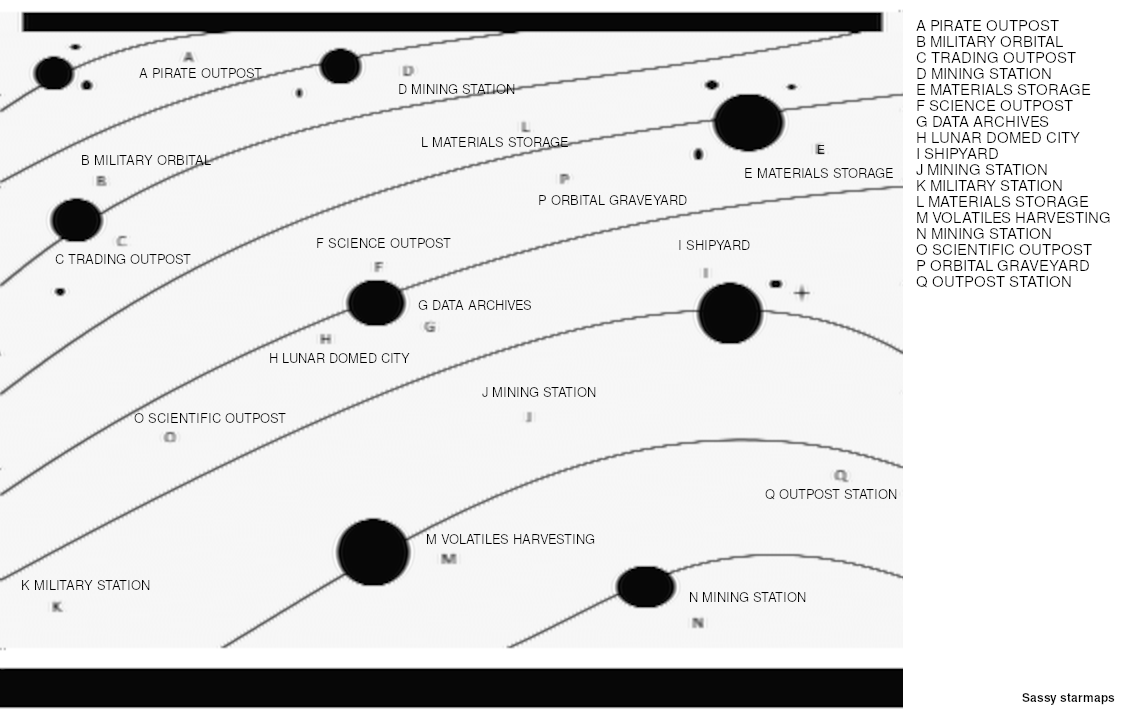 A
A PIRATE OUTPOST
D
D MINING STATION
L
L MATERIALS STORAGE
E
E MATERIALS STORAGE
B MILITARY ORBITAL
B
P
P ORBITAL GRAVEYARD
C
C TRADING OUTPOST
F SCIENCE OUTPOST
F
I SHIPYARD
I
G DATA ARCHIVES
G
H
H LUNAR DOMED CITY
J MINING STATION
J
O SCIENTIFIC OUTPOST
O
Q
Q OUTPOST STATION
M VOLATILES HARVESTING
M
K MILITARY STATION
K
N MINING STATION
N
A PIRATE OUTPOST
B MILITARY ORBITAL
C TRADING OUTPOST
D MINING STATION
E MATERIALS STORAGE
F SCIENCE OUTPOST
G DATA ARCHIVES
H LUNAR DOMED CITY
I SHIPYARD
J MINING STATION
K MILITARY STATION
L MATERIALS STORAGE
M VOLATILES HARVESTING
N MINING STATION
O SCIENTIFIC OUTPOST
P ORBITAL GRAVEYARD
Q OUTPOST STATION
Sassy starmaps